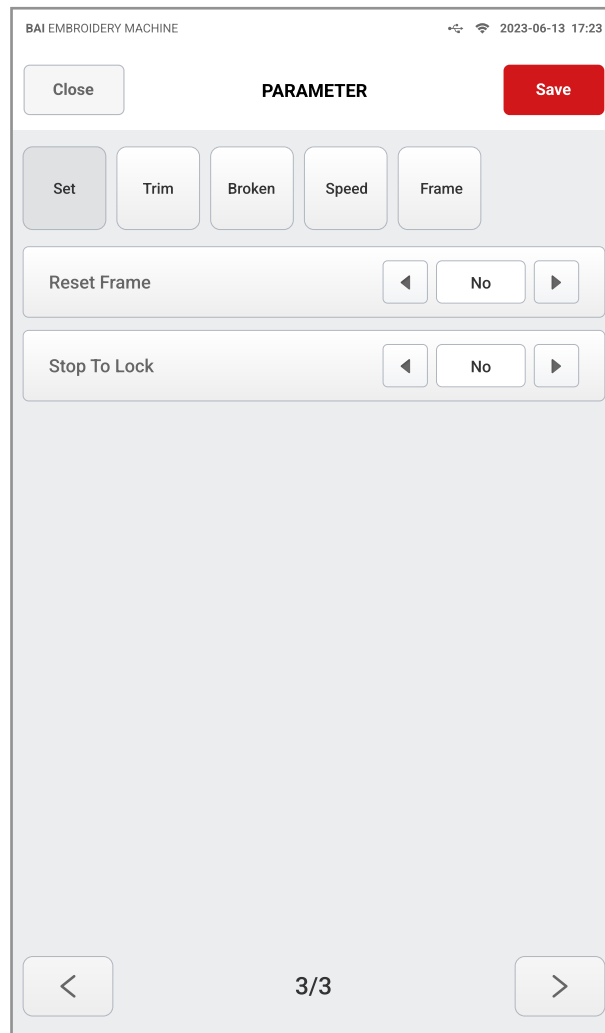 BAI EMBROIDERY MACHINE 2023-06-13 17:23
Close PARAMETER Save
Set Trim Broken Speed Frame
Reset Frame No
Stop To Lock No
3/3